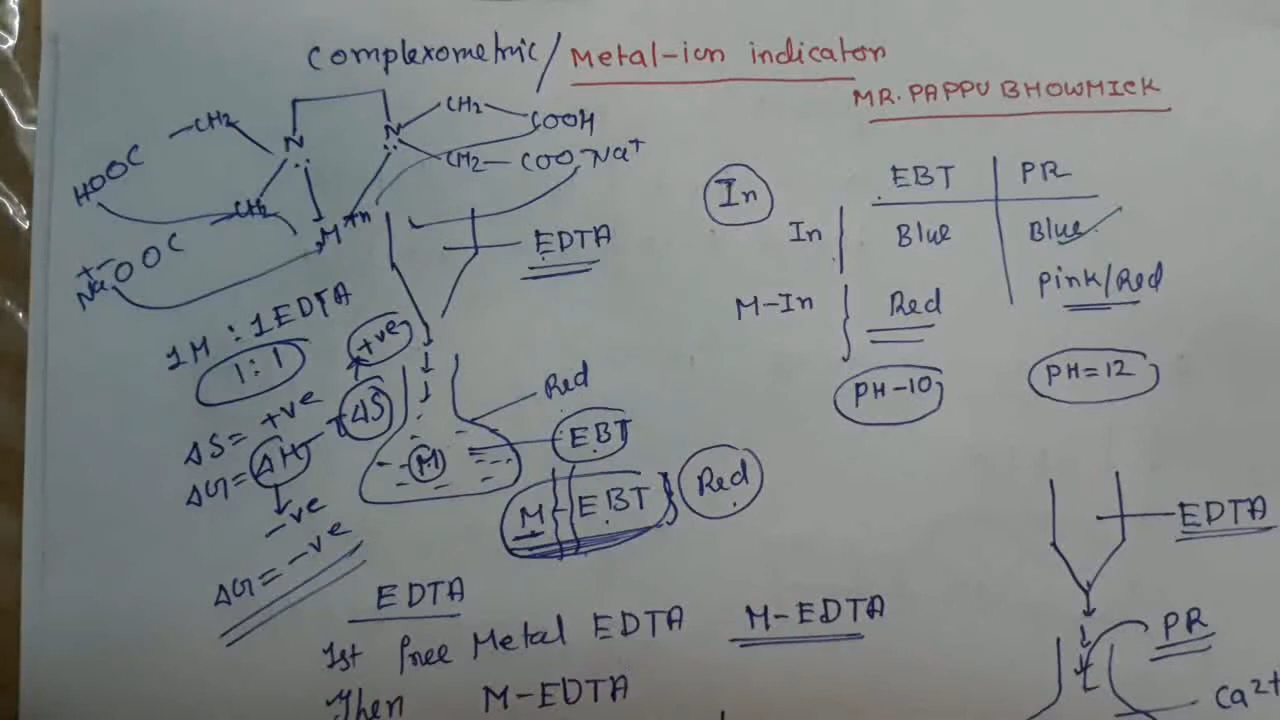 Complexometric/Metal-ion indicator
MR. PAPPU BHOWMICK
CH2
N
N
CH2
COOH
HOOC
CH2
COO-Na+
CH2
M+n
Na+-OOC
EDTA
In
EBT PR
In Blue Blue
M-In Red Pink/Red
PH-10 PH=12
1M : 1EDTA
1:1
+ve
ΔS = +ve
ΔG = ΔH - TΔS
-ve
ΔG = -ve
Red
M
EBT
M-EBT Red
EDTA
1st free Metal EDTA M-EDTA
Then M-EDTA
EDTA
PR
Ca2+